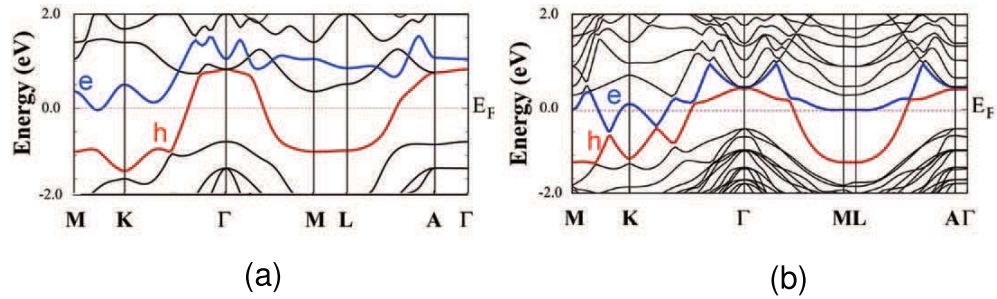 2.0
0.0
-2.0
Energy (eV)
e
h
E_F
M K Γ M L A Γ
(a)
2.0
0.0
-2.0
Energy (eV)
e
h
E_F
M K Γ ML AΓ
(b)